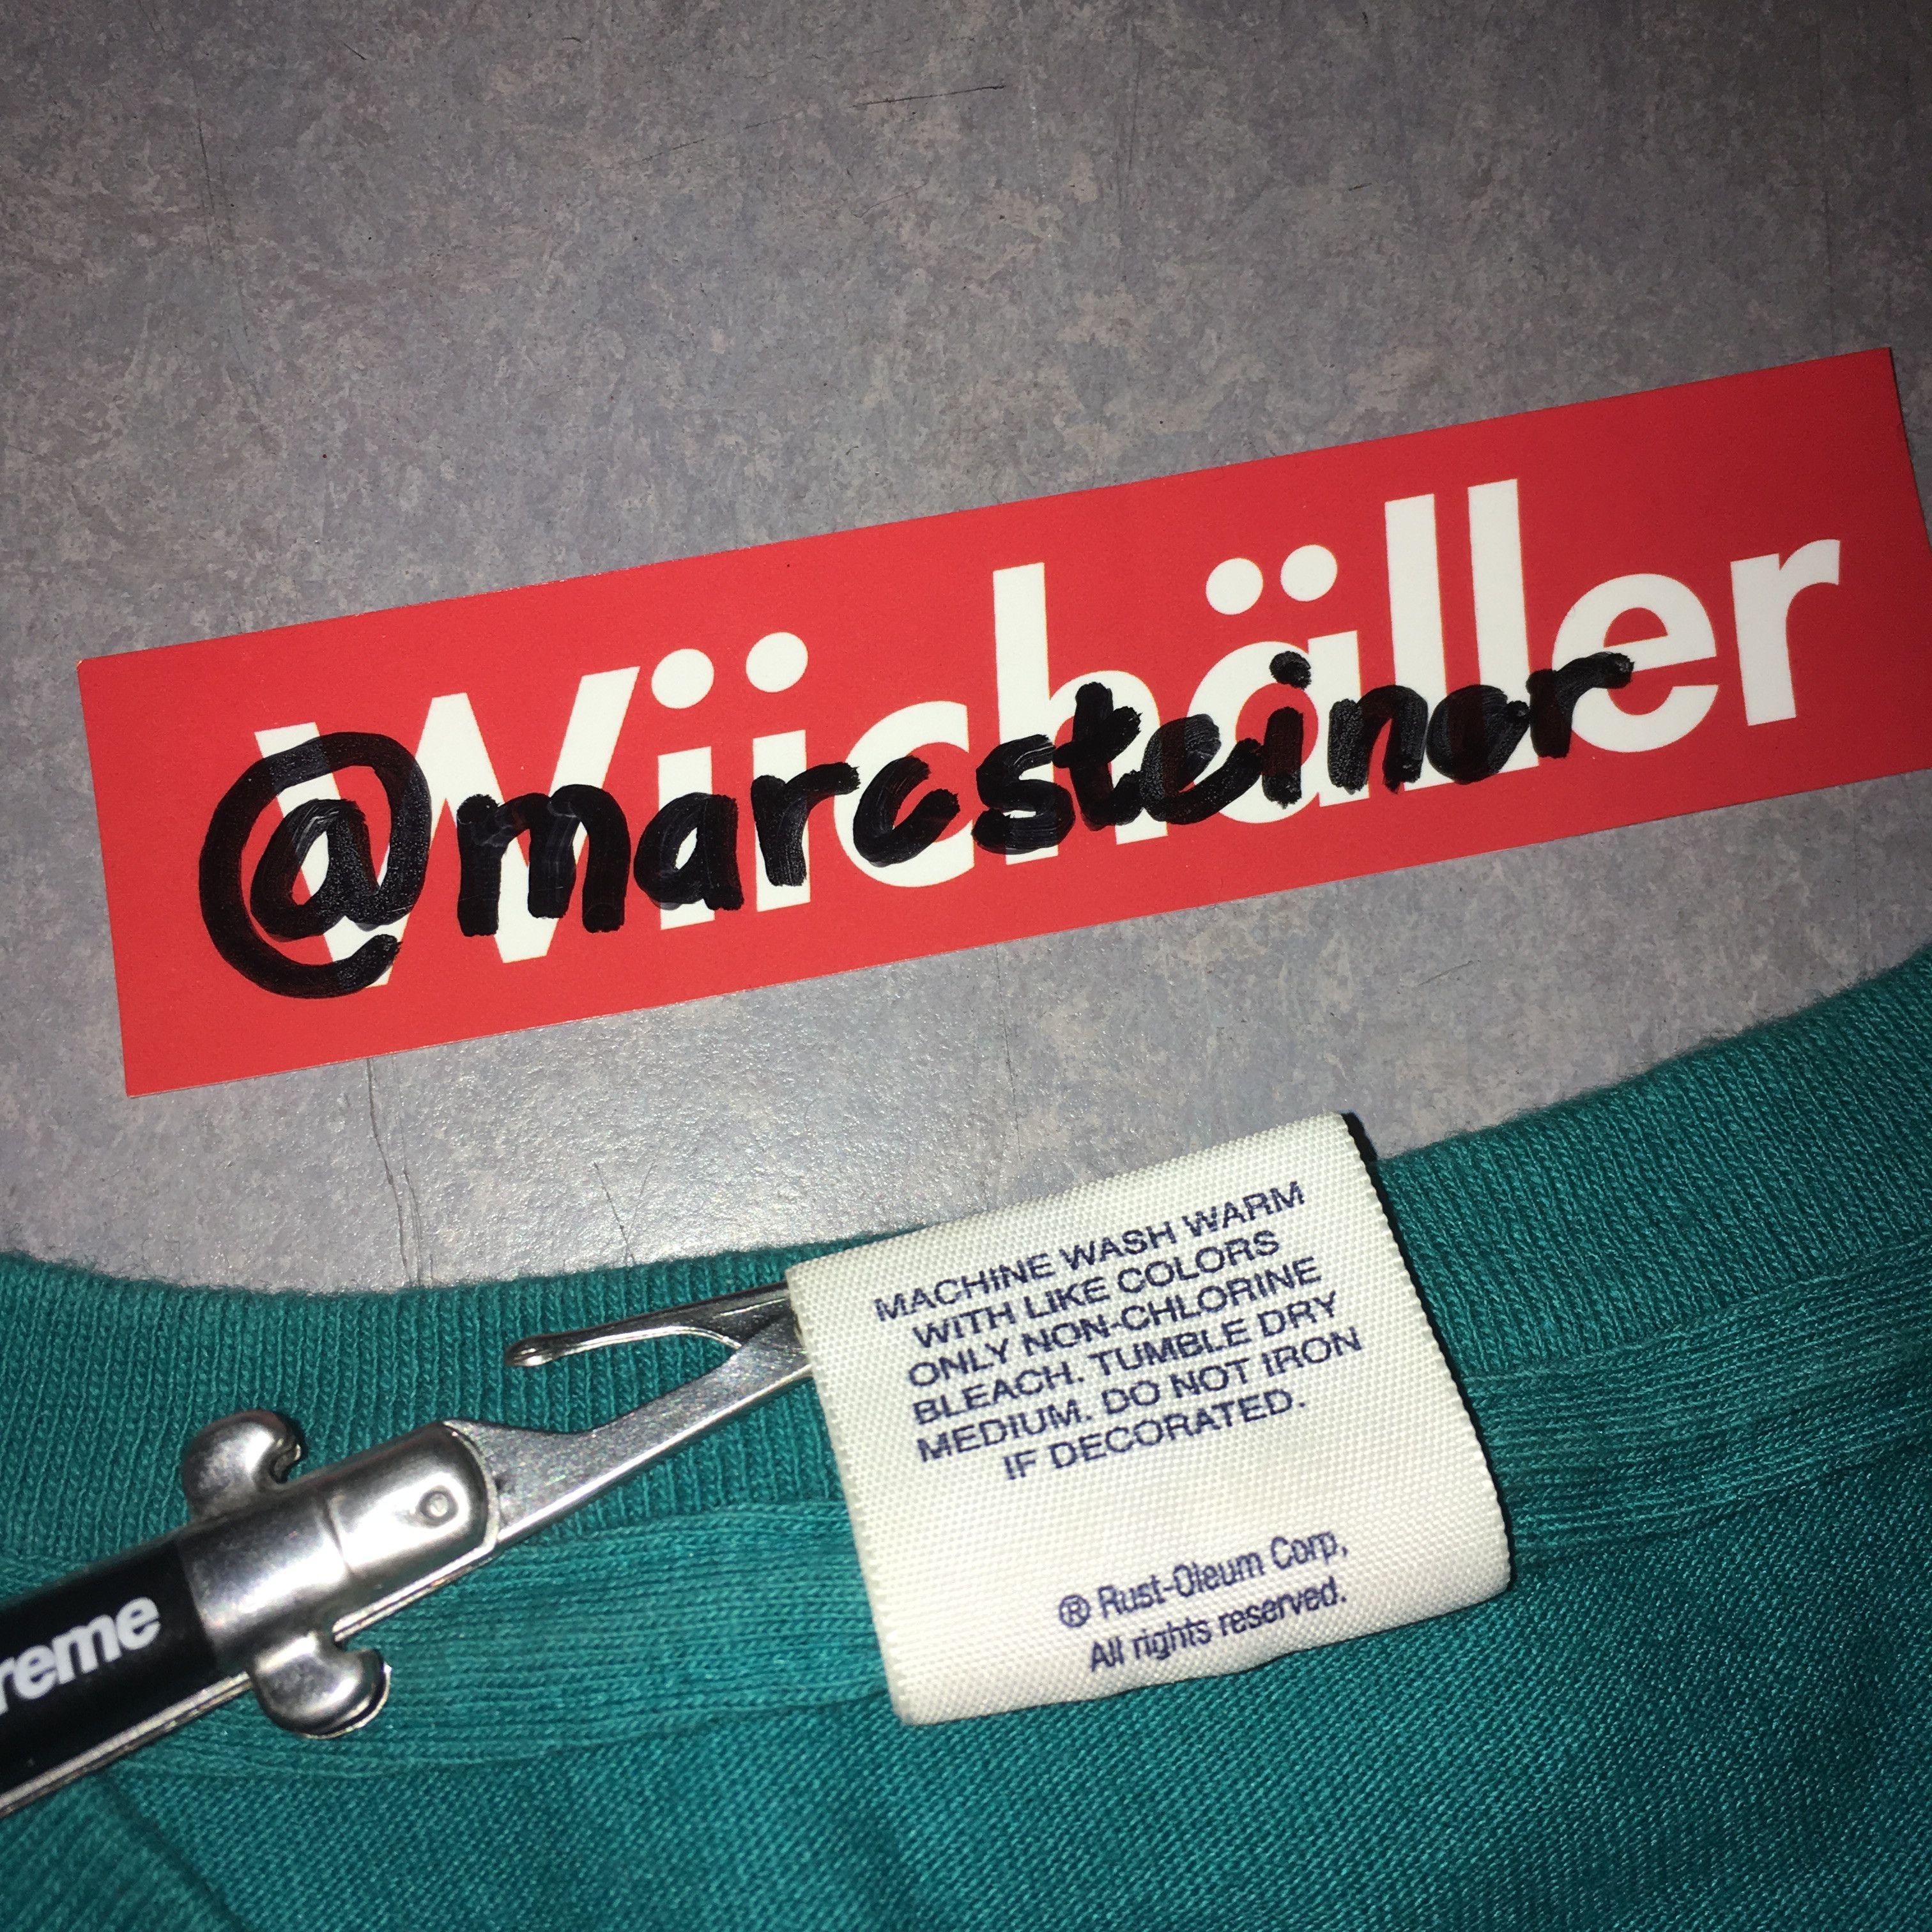 Wiichäller
@marcsteinor
MACHINE WASH WARM
WITH LIKE COLORS
ONLY NON-CHLORINE
BLEACH. TUMBLE DRY
MEDIUM. DO NOT IRON
IF DECORATED.
® Rust-Oleum Corp,
All rights reserved.
reme